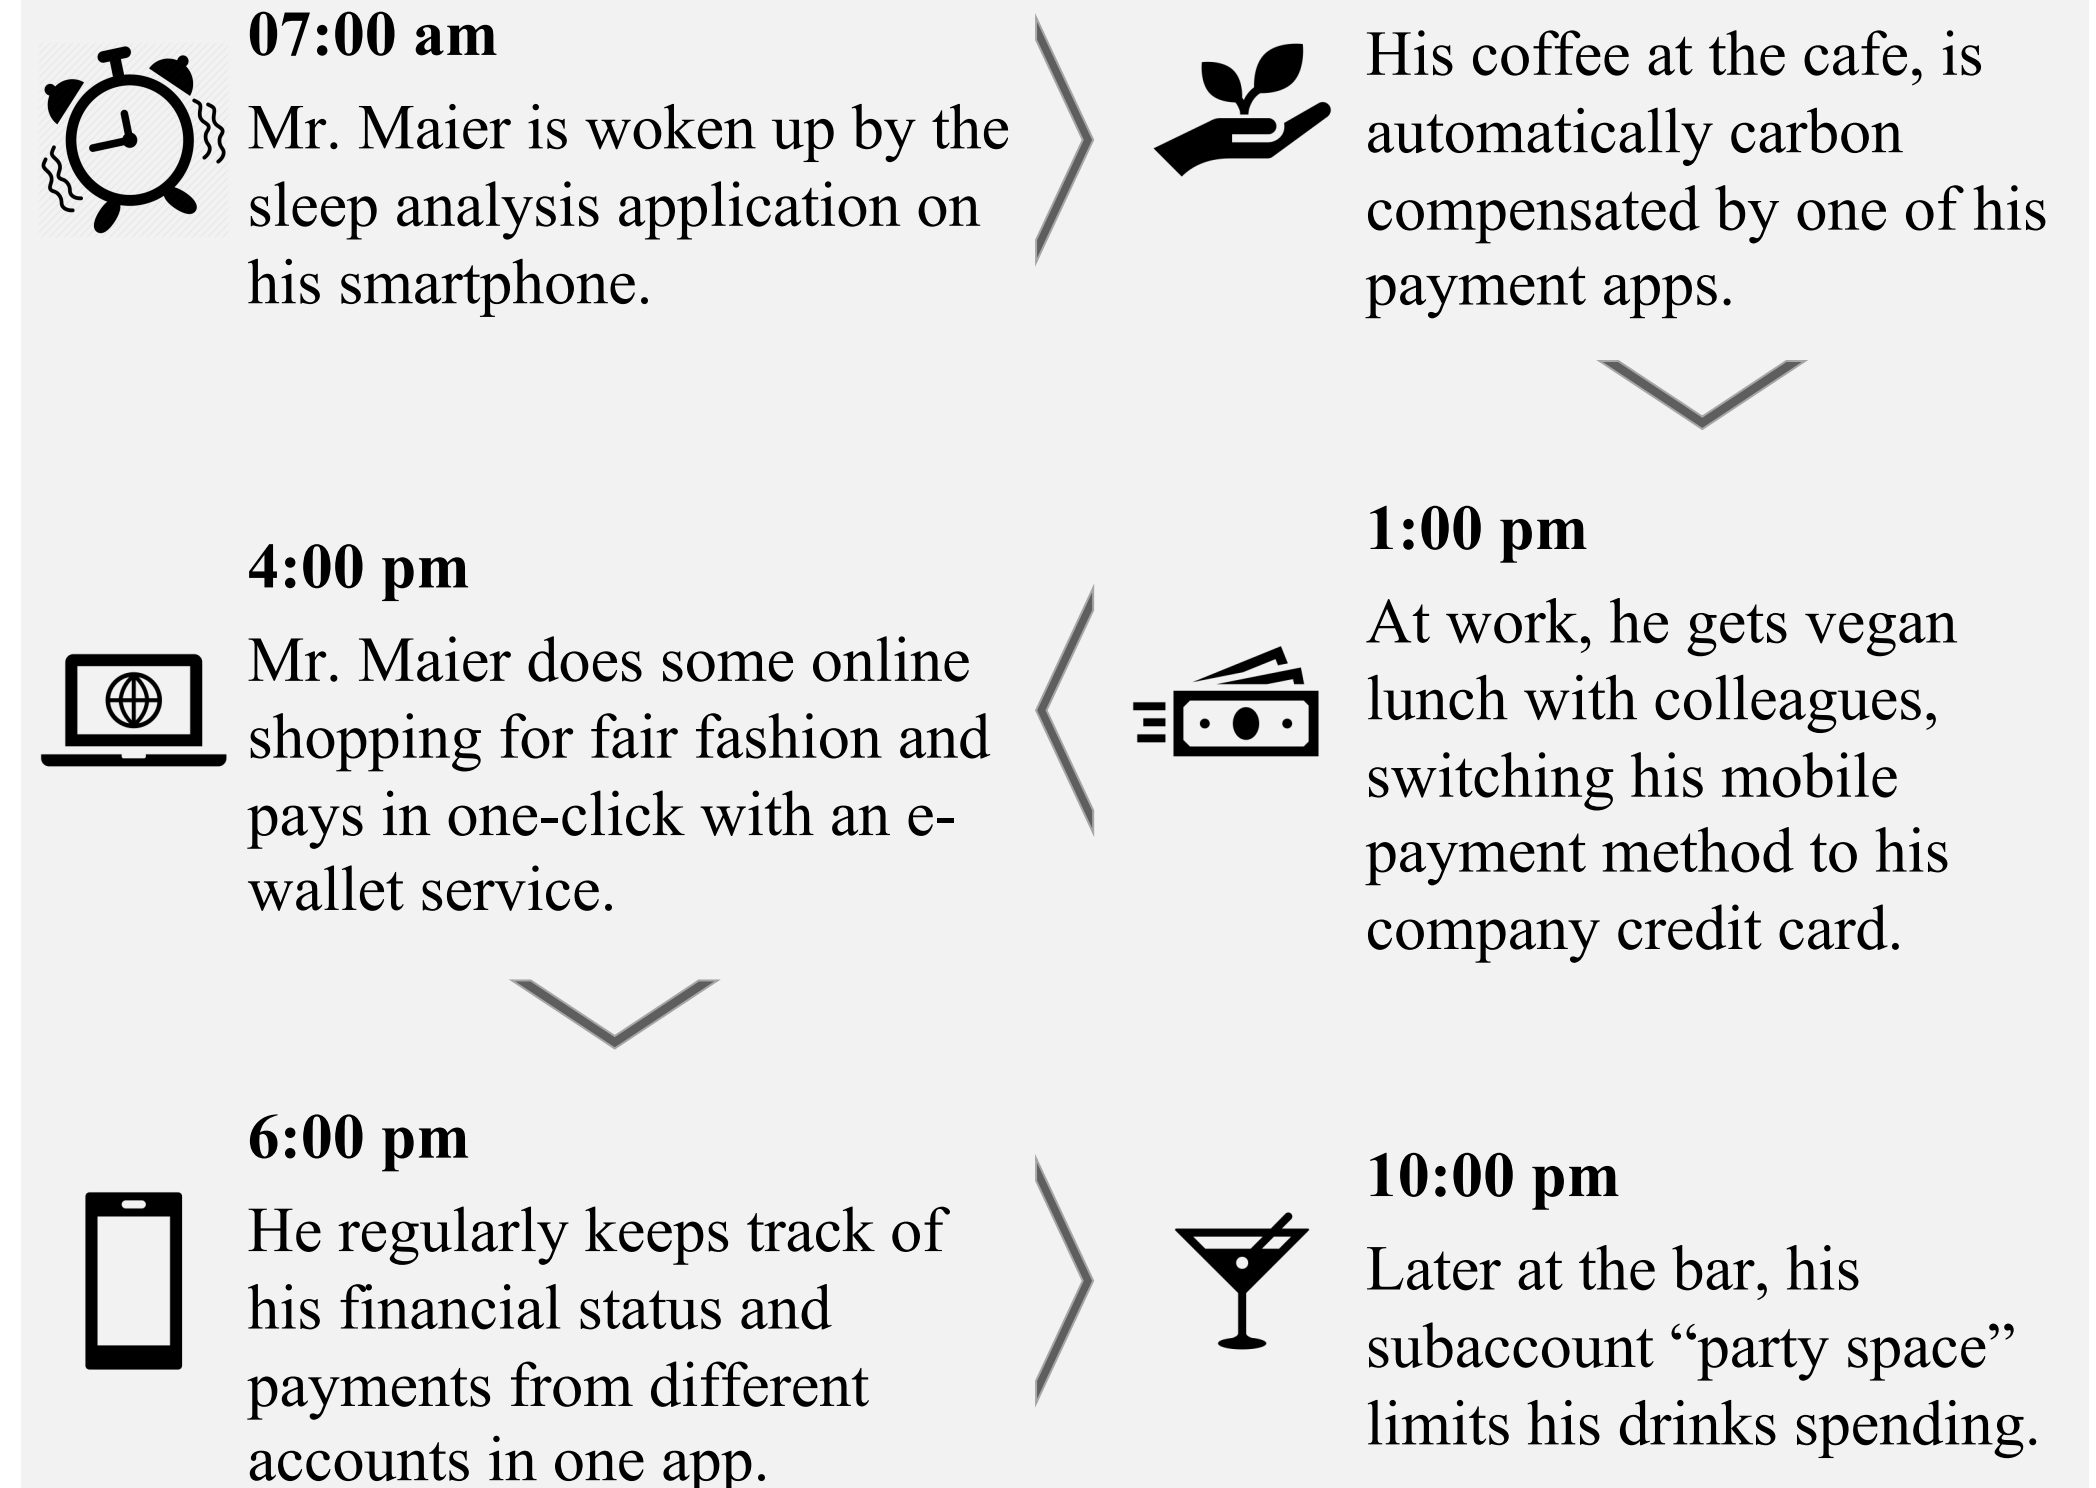 07:00 am
Mr. Maier is woken up by the
sleep analysis application on
his smartphone.
His coffee at the cafe, is
automatically carbon
compensated by one of his
payment apps.
1:00 pm
At work, he gets vegan
lunch with colleagues,
switching his mobile
payment method to his
company credit card.
4:00 pm
Mr. Maier does some online
shopping for fair fashion and
pays in one-click with an e-
wallet service.
6:00 pm
He regularly keeps track of
his financial status and
payments from different
accounts in one app.
10:00 pm
Later at the bar, his
subaccount “party space”
limits his drinks spending.